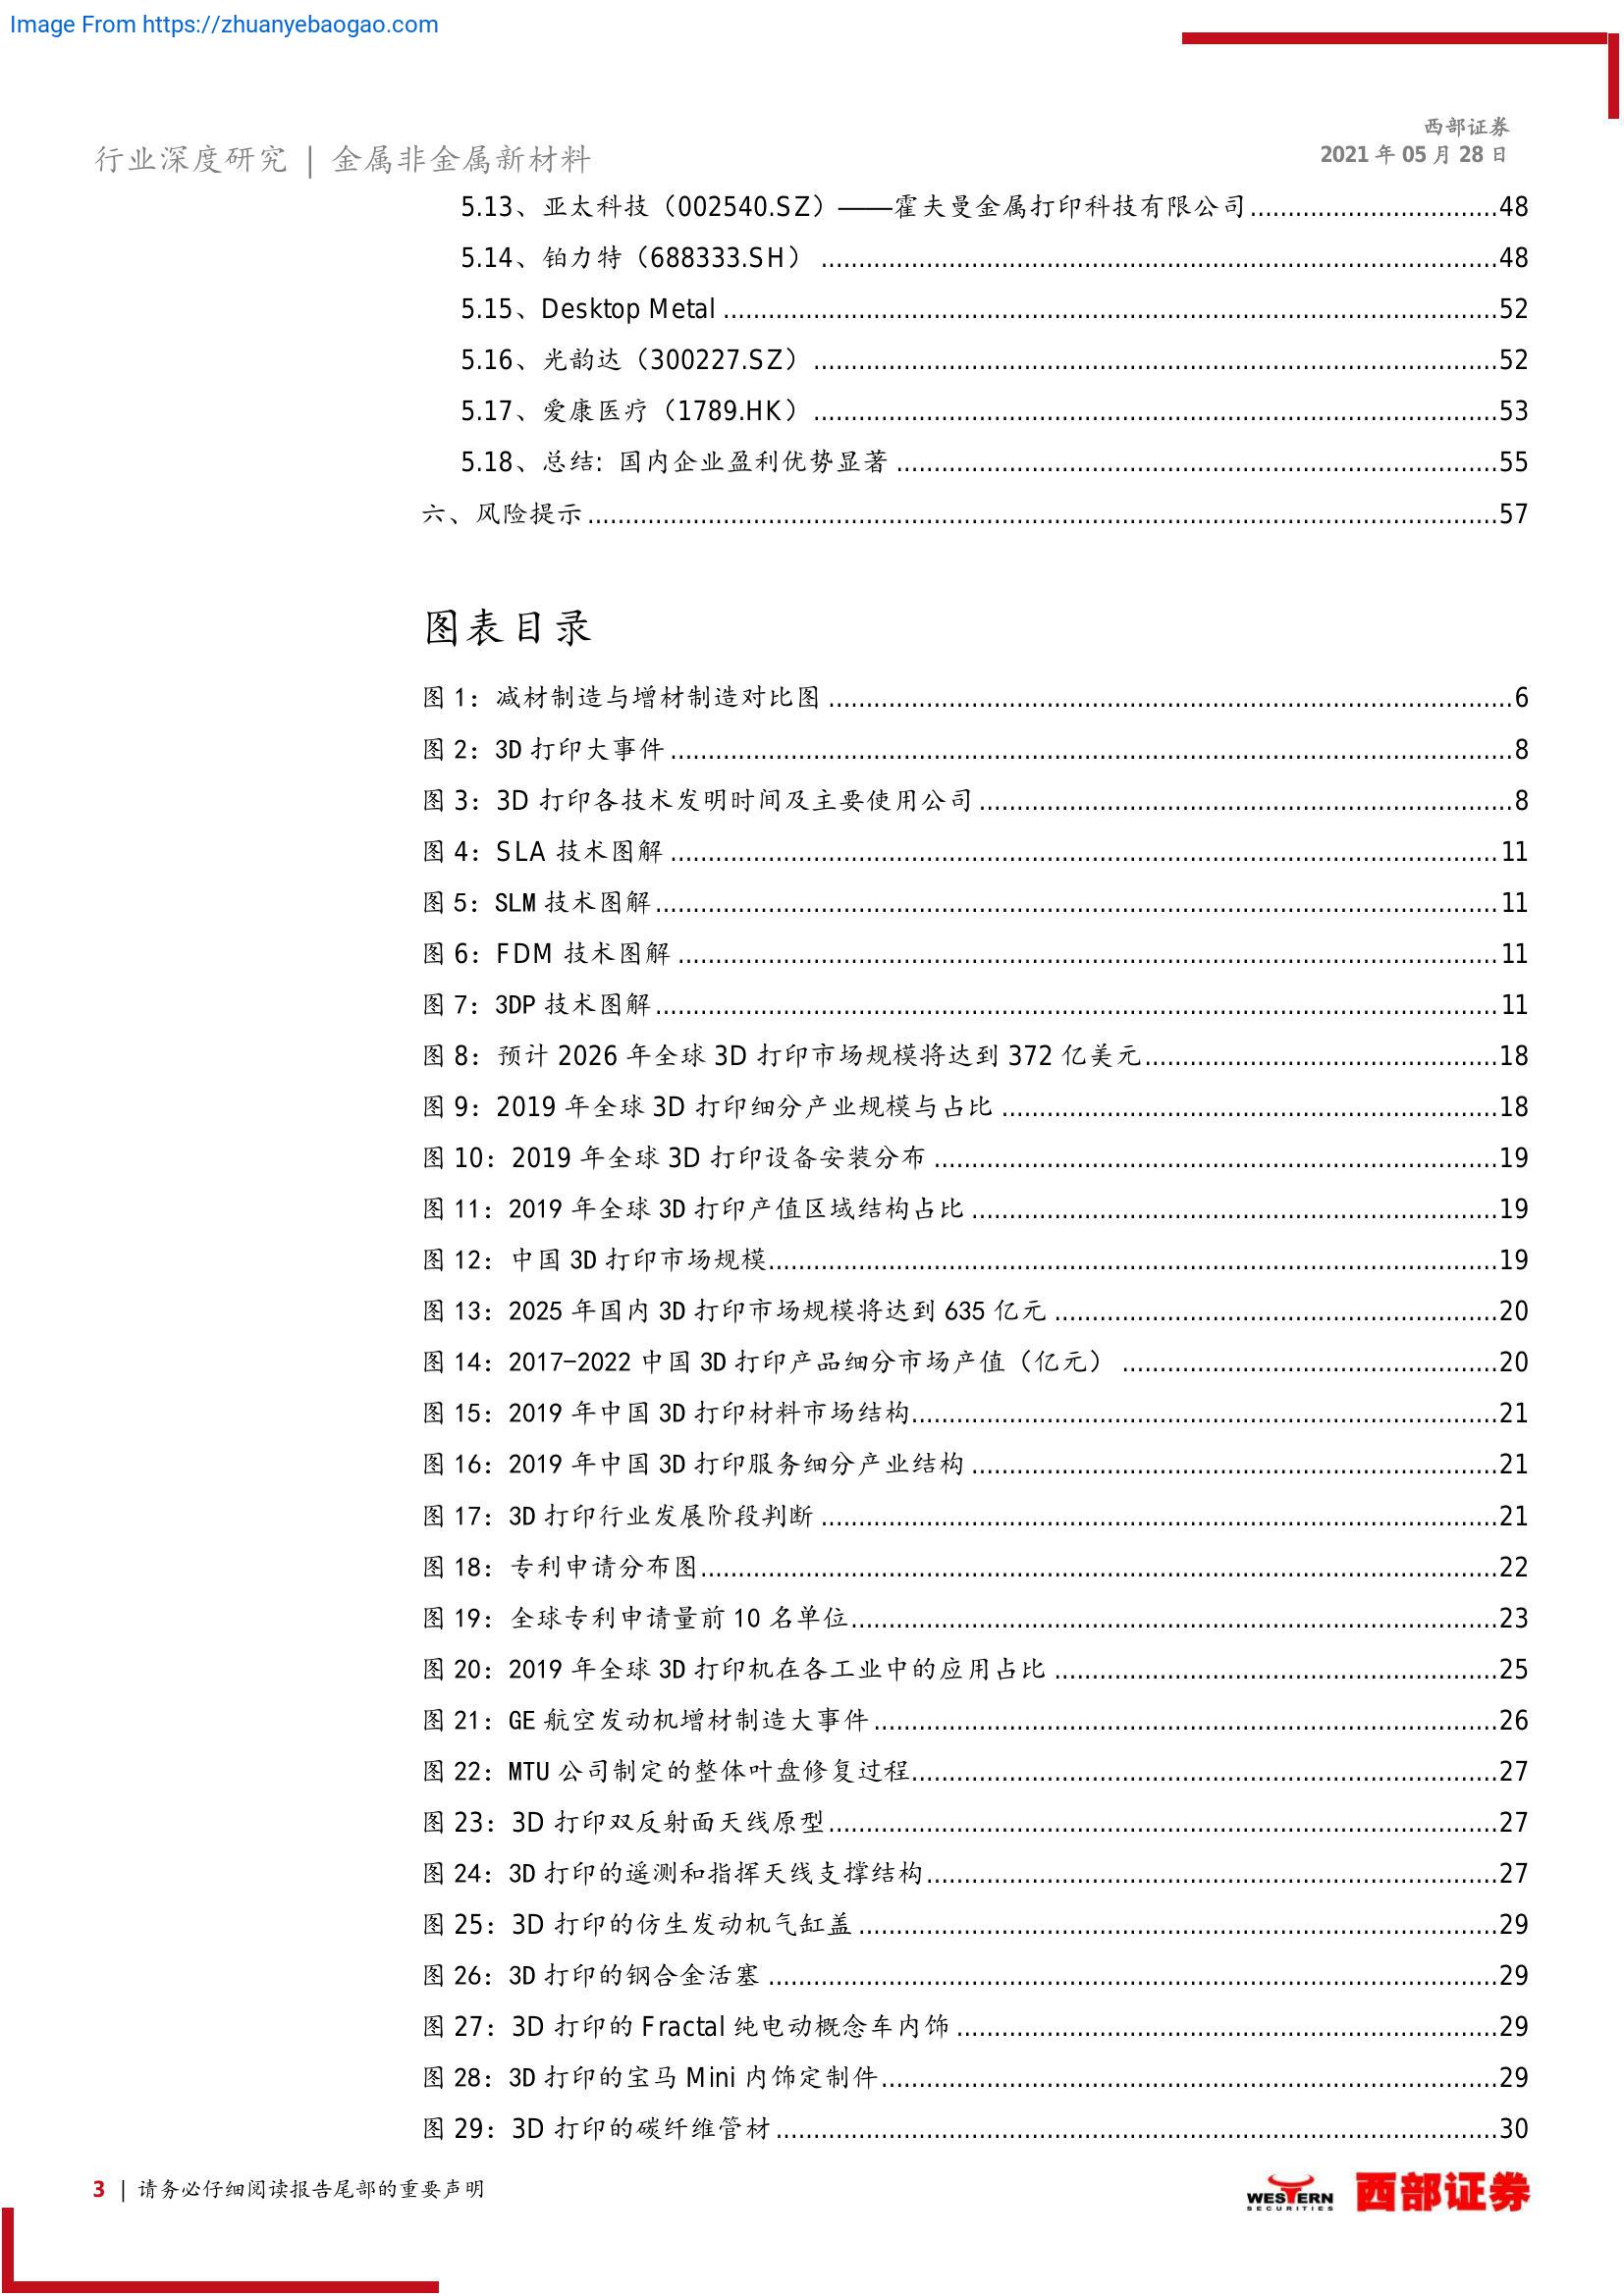 Image From https://zhuanyebaogao.com
西部证券
行业深度研究 | 金属非金属新材料
2021 年 05 月 28 日
5.13、亚太科技（002540.SZ）——霍夫曼金属打印科技有限公司.................................48
5.14、铂力特（688333.SH） ..........................................................................................48
5.15、Desktop Metal .......................................................................................................52
5.16、光韵达（300227.SZ） ...........................................................................................52
5.17、爱康医疗（1789.HK） ...........................................................................................53
5.18、总结: 国内企业盈利优势显著 ................................................................................55
六、风险提示 .........................................................................................................................57
图表目录
图 1: 减材制造与增材制造对比图 ...........................................................................................6
图 2: 3D 打印大事件 ................................................................................................................8
图 3: 3D 打印各技术发明时间及主要使用公司 .......................................................................8
图 4: SLA 技术图解 ..............................................................................................................11
图 5: SLM 技术图解 ................................................................................................................11
图 6: FDM 技术图解 .............................................................................................................11
图 7: 3DP 技术图解 ................................................................................................................11
图 8: 预计 2026 年全球 3D 打印市场规模将达到 372 亿美元...............................................18
图 9: 2019 年全球 3D 打印细分产业规模与占比 ..................................................................18
图 10: 2019 年全球 3D 打印设备安装分布 ...........................................................................19
图 11: 2019 年全球 3D 打印产值区域结构占比 ......................................................................19
图 12: 中国 3D 打印市场规模.................................................................................................19
图 13: 2025 年国内 3D 打印市场规模将达到 635 亿元 ...........................................................20
图 14: 2017-2022 中国 3D 打印产品细分市场产值（亿元） ..................................................20
图 15: 2019 年中国 3D 打印材料市场结构..............................................................................21
图 16: 2019 年中国 3D 打印服务细分产业结构 ......................................................................21
图 17: 3D 打印行业发展阶段判断 ..........................................................................................21
图 18: 专利申请分布图..........................................................................................................22
图 19: 全球专利申请量前 10 名单位......................................................................................23
图 20: 2019 年全球 3D 打印机在各工业中的应用占比 ...........................................................25
图 21: GE 航空发动机增材制造大事件 ...................................................................................26
图 22: MTU 公司制定的整体叶盘修复过程..............................................................................27
图 23: 3D 打印双反射面天线原型.........................................................................................27
图 24: 3D 打印的遥测和指挥天线支撑结构............................................................................27
图 25: 3D 打印的仿生发动机气缸盖 .....................................................................................29
图 26: 3D 打印的钢合金活塞 .................................................................................................29
图 27: 3D 打印的 Fractal 纯电动概念车内饰 ........................................................................29
图 28: 3D 打印的宝马 Mini 内饰定制件..................................................................................29
图 29: 3D 打印的碳纤维管材 ................................................................................................30
3 | 请务必仔细阅读报告尾部的重要声明
WESTERN
SECURITIES
西部证券